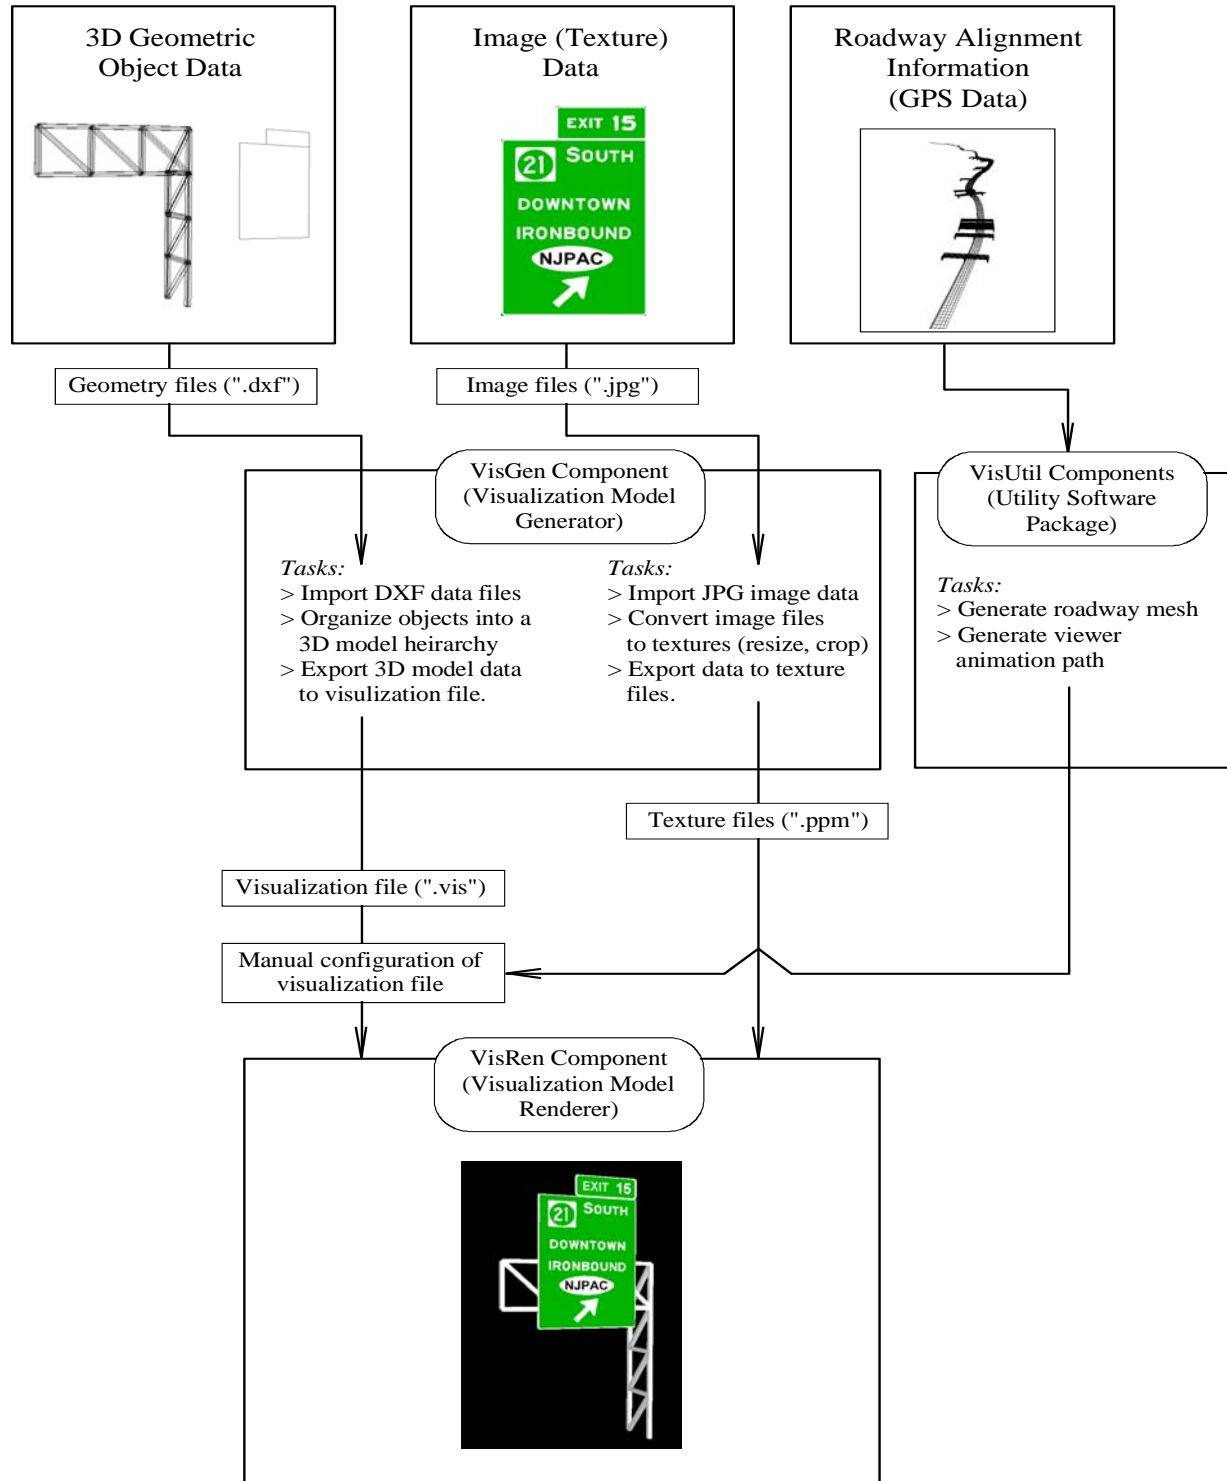 3D Geometric
Object Data
Image (Texture)
Data
EXIT 15
21 SOUTH
DOWNTOWN
IRONBOUND
NJPAC
Roadway Alignment
Information
(GPS Data)
Geometry files (".dxf")
Image files (".jpg")
VisGen Component
(Visualization Model
Generator)
Tasks:
> Import DXF data files
> Organize objects into a
3D model heirarchy
> Export 3D model data
to visulization file.
Tasks:
> Import JPG image data
> Convert image files
to textures (resize, crop)
> Export data to texture
files.
VisUtil Components
(Utility Software
Package)
Tasks:
> Generate roadway mesh
> Generate viewer
animation path
Texture files (".ppm")
Visualization file (".vis")
Manual configuration of
visualization file
VisRen Component
(Visualization Model
Renderer)
EXIT 15
21 SOUTH
DOWNTOWN
IRONBOUND
NJPAC